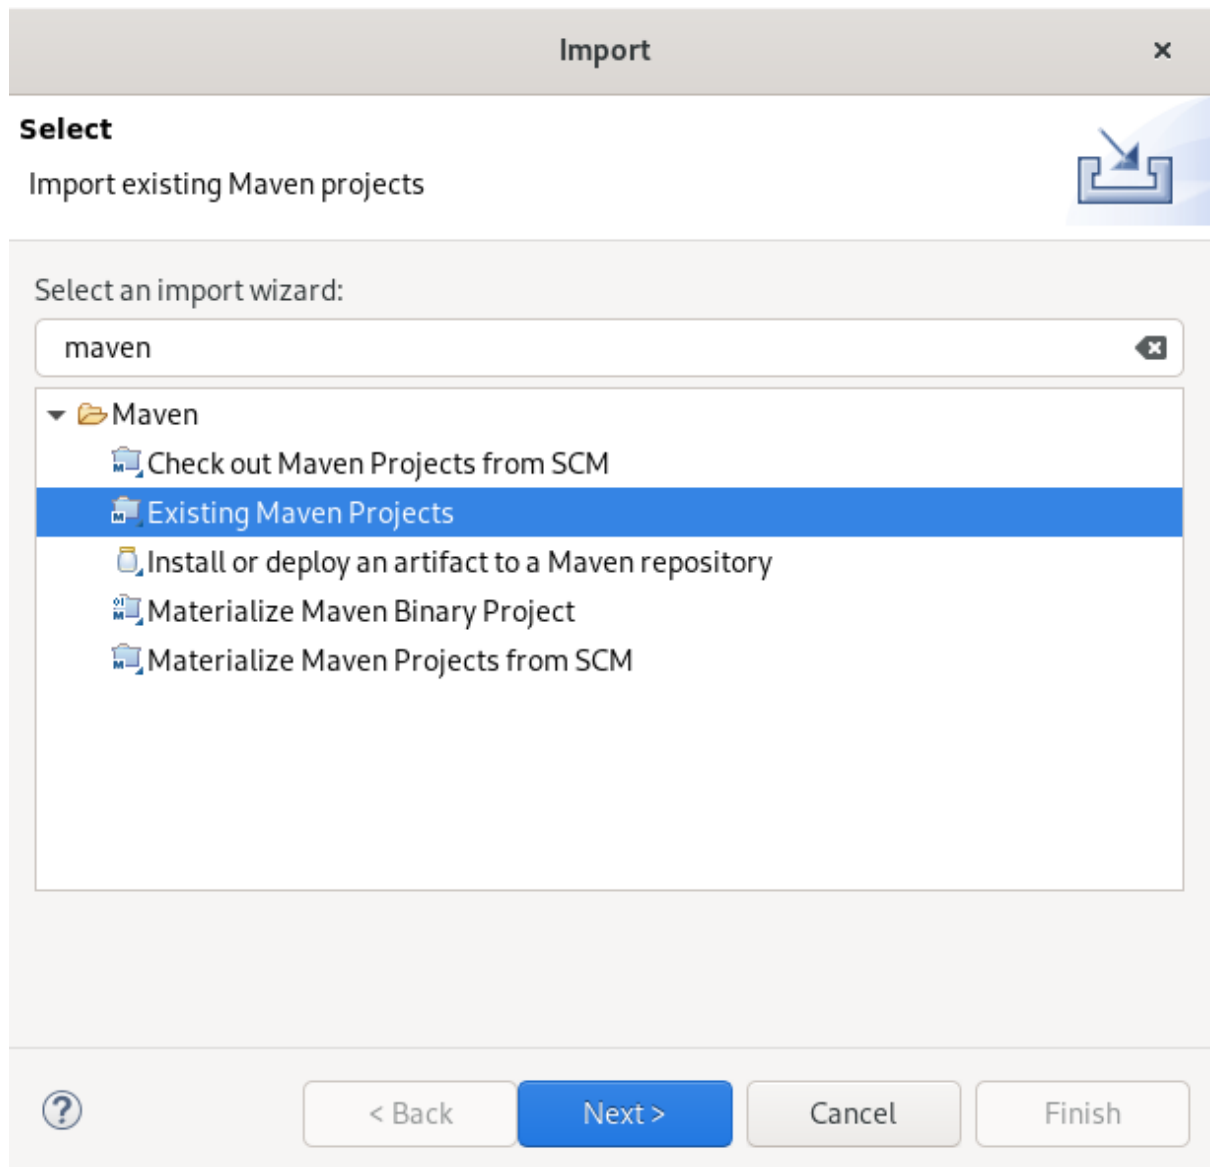 Import
Select
Import existing Maven projects
Select an import wizard:
maven
Maven
Check out Maven Projects from SCM
Existing Maven Projects
Install or deploy an artifact to a Maven repository
Materialize Maven Binary Project
Materialize Maven Projects from SCM
< Back Next > Cancel Finish